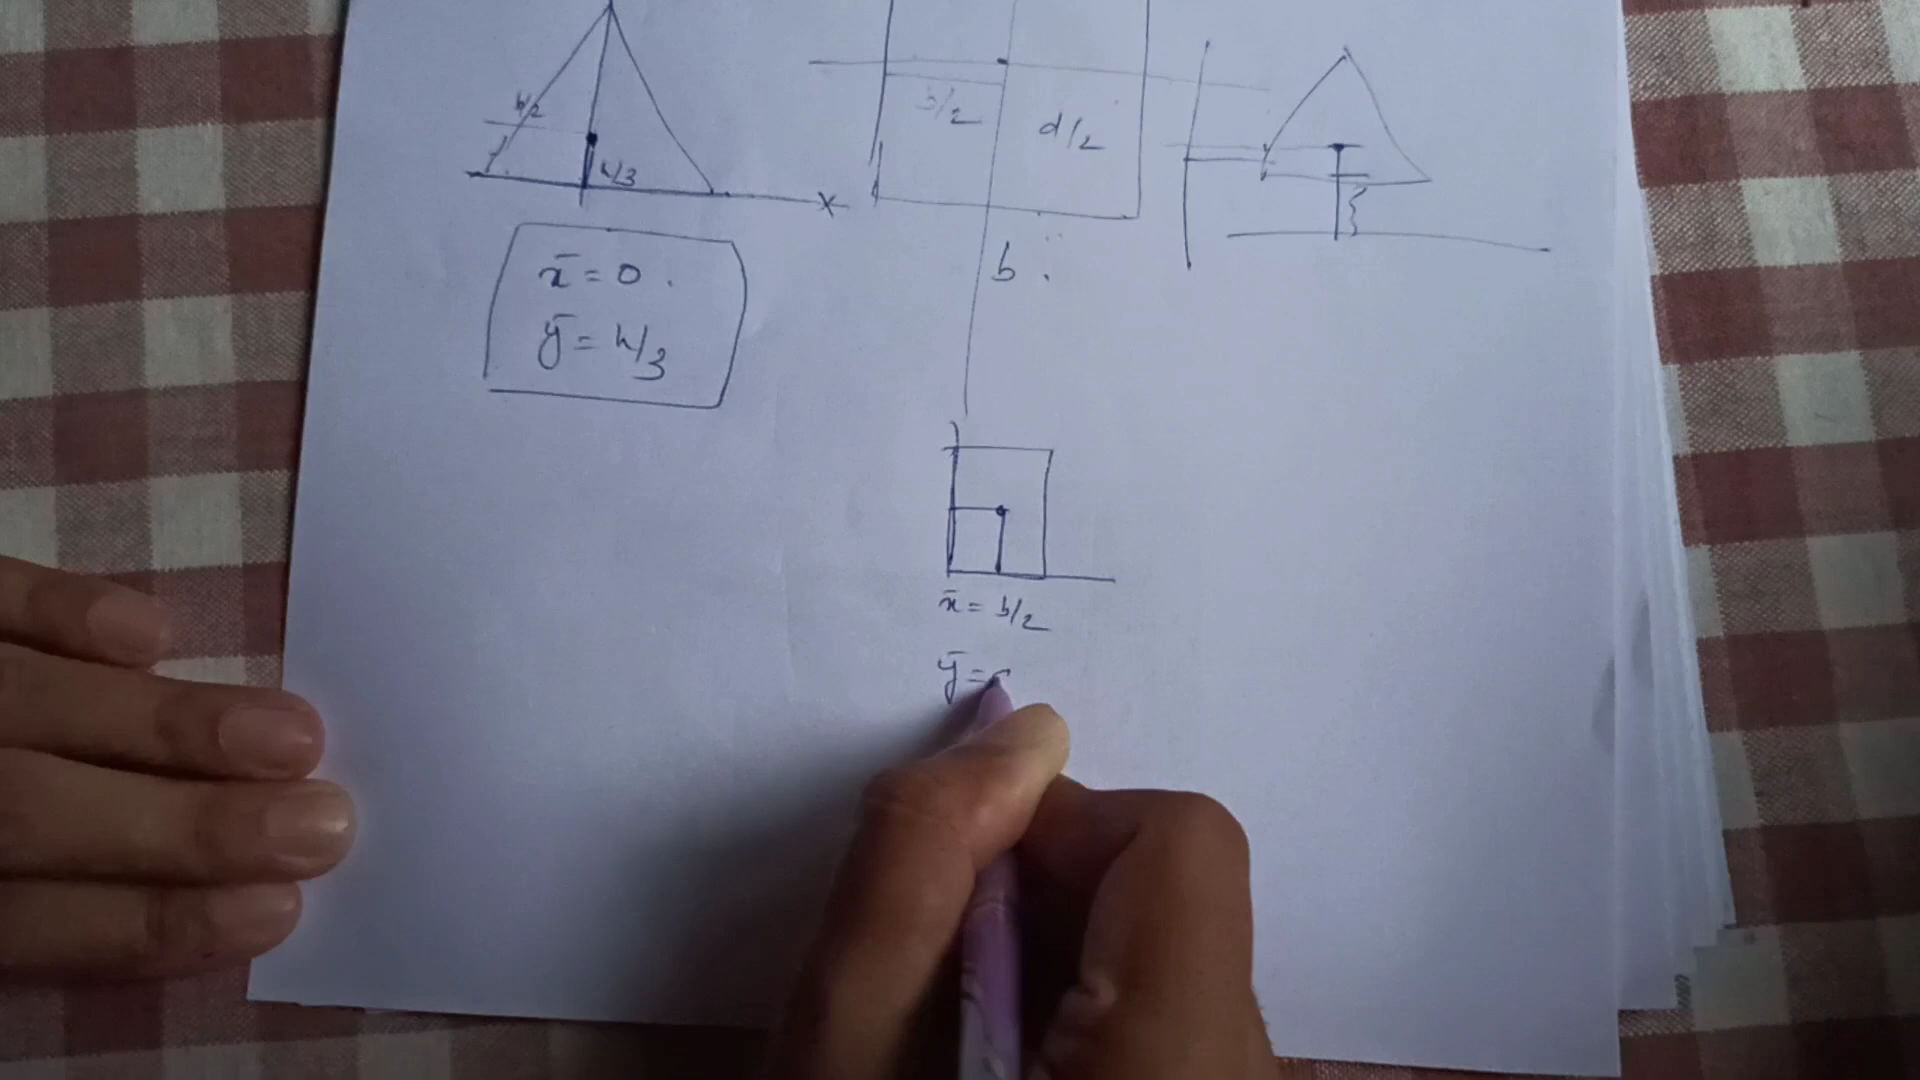 b/2
h/3
x
x̄ = 0 .
ȳ = h/3
b/2
d/2
b .
x̄ = b/2
ȳ =